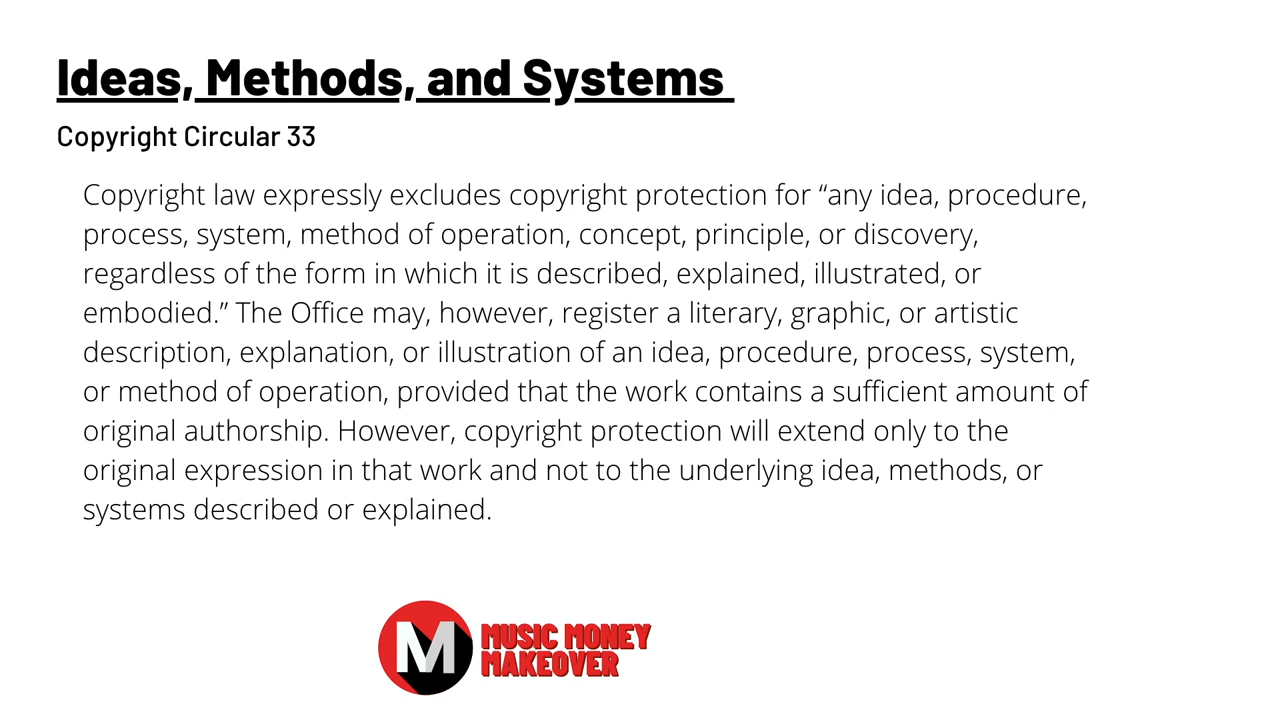 Ideas, Methods, and Systems
Copyright Circular 33
Copyright law expressly excludes copyright protection for “any idea, procedure,
process, system, method of operation, concept, principle, or discovery,
regardless of the form in which it is described, explained, illustrated, or
embodied.” The Office may, however, register a literary, graphic, or artistic
description, explanation, or illustration of an idea, procedure, process, system,
or method of operation, provided that the work contains a sufficient amount of
original authorship. However, copyright protection will extend only to the
original expression in that work and not to the underlying idea, methods, or
systems described or explained.
M
MUSIC MONEY
MAKEOVER